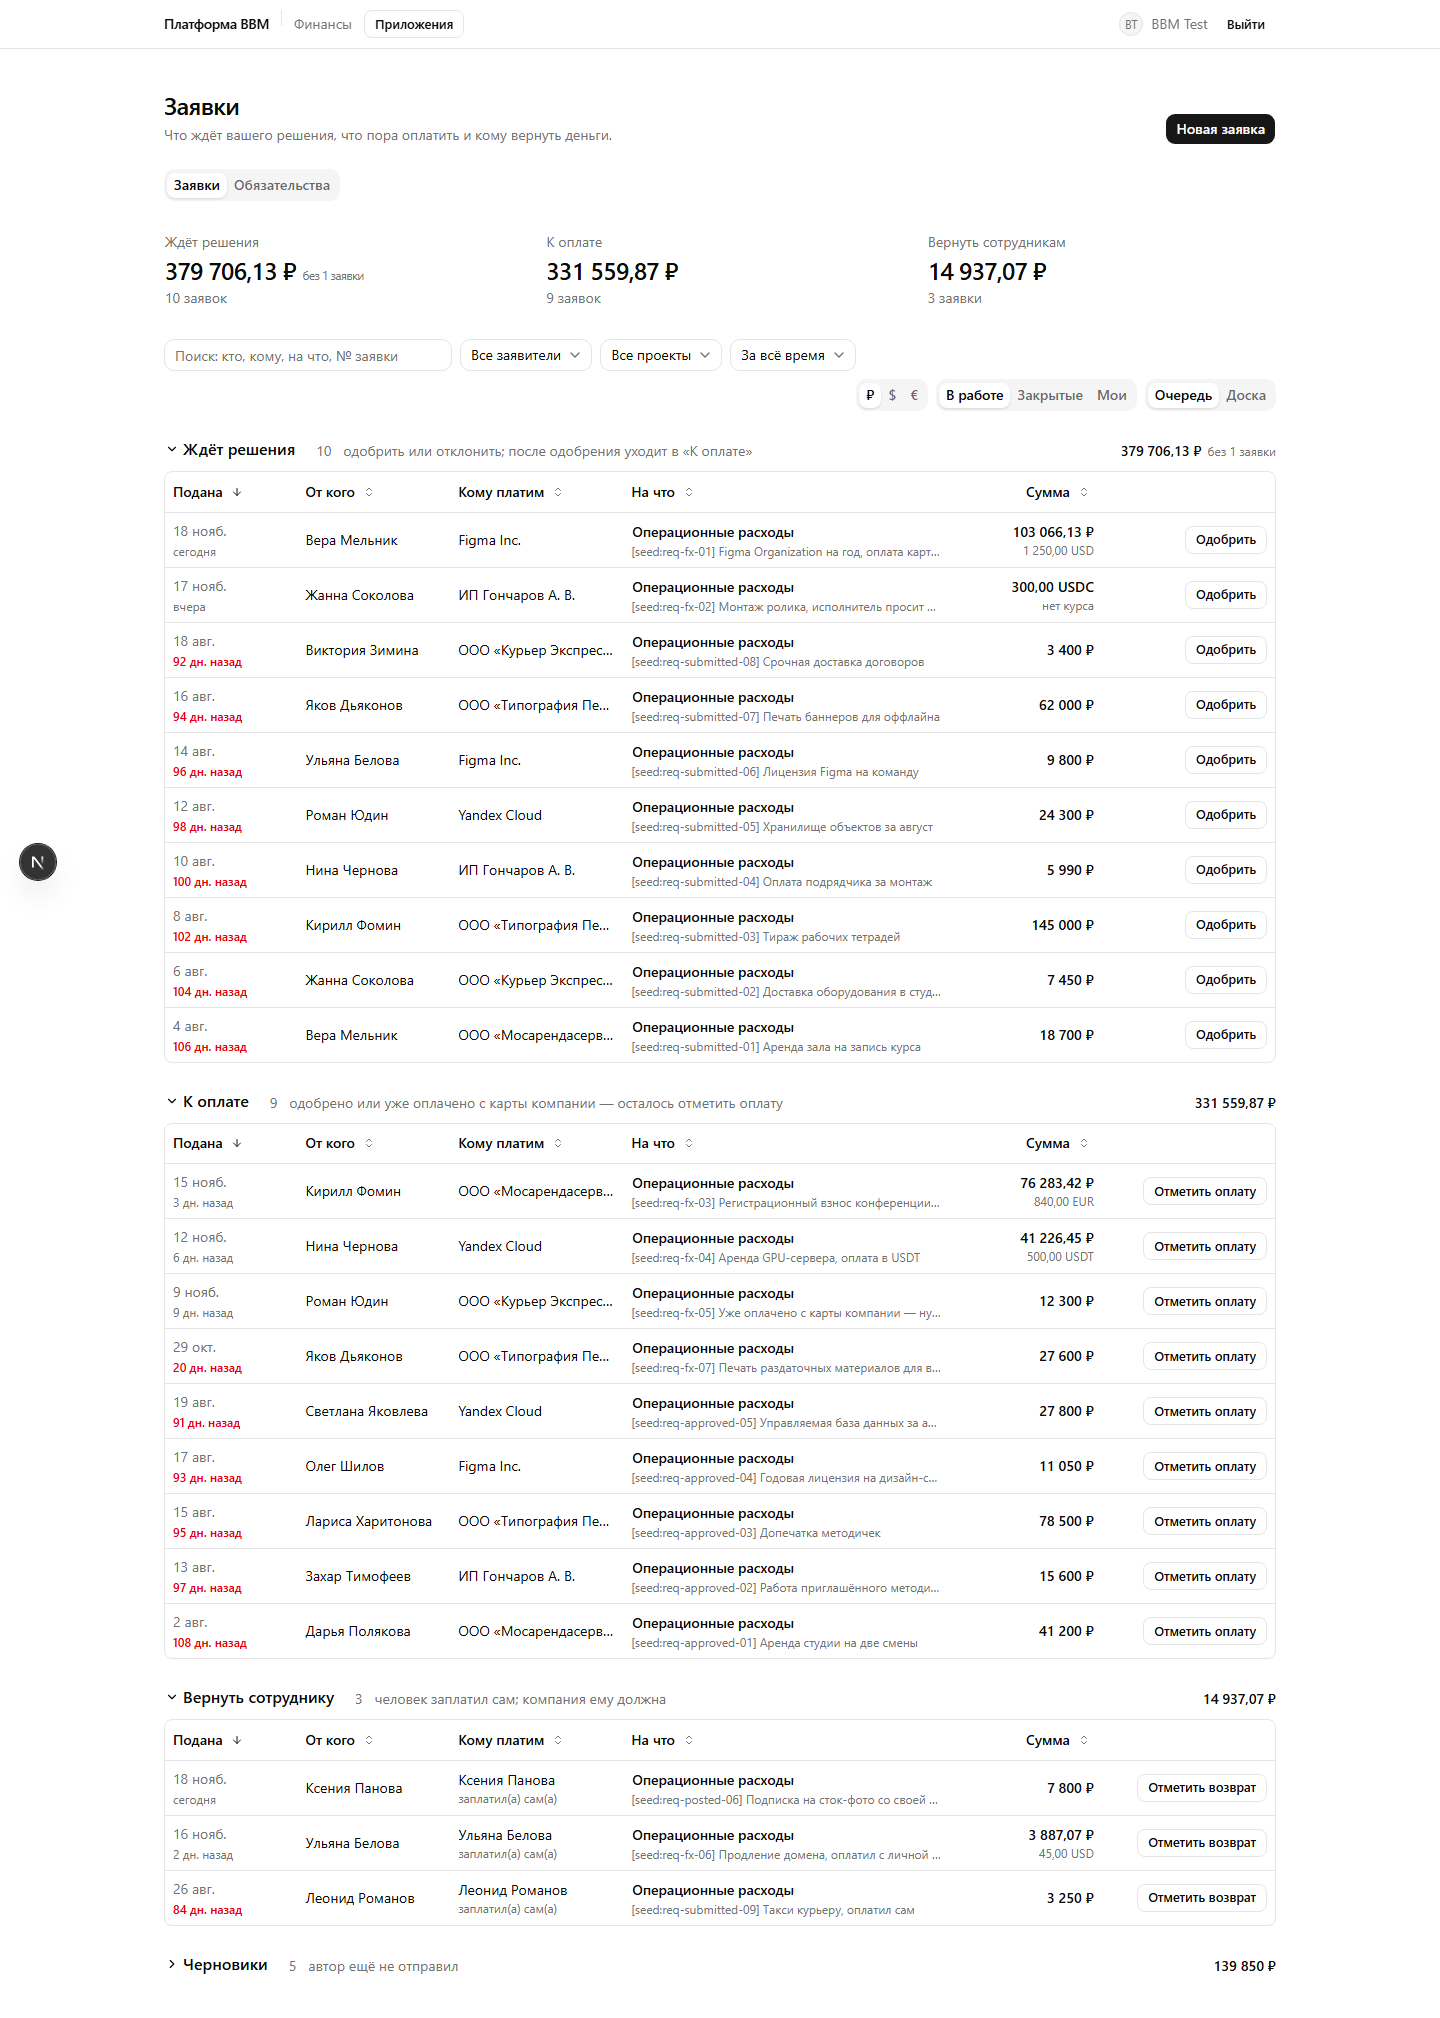 Платформа BBM Финансы Приложения BT BBM Test Выйти
Заявки
Что ждёт вашего решения, что пора оплатить и кому вернуть деньги.
Новая заявка
Заявки Обязательства
Ждёт решения К оплате Вернуть сотрудникам
379 706,13 ₽ без 1 заявки 331 559,87 ₽ 14 937,07 ₽
10 заявок 9 заявок 3 заявки
Поиск: кто, кому, на что, № заявки Все заявители Все проекты За всё время
₽ $ € В работе Закрытые Мои Очередь Доска
Ждёт решения 10 одобрить или отклонить; после одобрения уходит в «К оплате» 379 706,13 ₽ без 1 заявки
Подана От кого Кому платим На что Сумма
18 нояб. Операционные расходы 103 066,13 ₽
Вера Мельник Figma Inc. Одобрить
сегодня [seed:req-fx-01] Figma Organization на год, оплата карт... 1 250,00 USD
17 нояб. Операционные расходы 300,00 USDC
Жанна Соколова ИП Гончаров А. В. Одобрить
вчера [seed:req-fx-02] Монтаж ролика, исполнитель просит ... нет курса
18 авг. Операционные расходы
Виктория Зимина ООО «Курьер Экспрес... 3 400 ₽ Одобрить
92 дн. назад [seed:req-submitted-08] Срочная доставка договоров
16 авг. Операционные расходы
Яков Дьяконов ООО «Типография Пе... 62 000 ₽ Одобрить
94 дн. назад [seed:req-submitted-07] Печать баннеров для оффлайна
14 авг. Операционные расходы
Ульяна Белова Figma Inc. 9 800 ₽ Одобрить
96 дн. назад [seed:req-submitted-06] Лицензия Figma на команду
12 авг. Операционные расходы
Роман Юдин Yandex Cloud 24 300 ₽ Одобрить
98 дн. назад [seed:req-submitted-05] Хранилище объектов за август
10 авг. Операционные расходы
N Нина Чернова ИП Гончаров А. В. 5 990 ₽ Одобрить
100 дн. назад [seed:req-submitted-04] Оплата подрядчика за монтаж
8 авг. Операционные расходы
Кирилл Фомин ООО «Типография Пе... 145 000 ₽ Одобрить
102 дн. назад [seed:req-submitted-03] Тираж рабочих тетрадей
6 авг. Операционные расходы
Жанна Соколова ООО «Курьер Экспрес... 7 450 ₽ Одобрить
104 дн. назад [seed:req-submitted-02] Доставка оборудования в студ...
4 авг. Операционные расходы
Вера Мельник ООО «Мосарендасерв... 18 700 ₽ Одобрить
106 дн. назад [seed:req-submitted-01] Аренда зала на запись курса
К оплате 9 одобрено или уже оплачено с карты компании — осталось отметить оплату 331 559,87 ₽
Подана От кого Кому платим На что Сумма
15 нояб. Операционные расходы 76 283,42 ₽
Кирилл Фомин ООО «Мосарендасерв... Отметить оплату
3 дн. назад [seed:req-fx-03] Регистрационный взнос конференции... 840,00 EUR
12 нояб. Операционные расходы 41 226,45 ₽
Нина Чернова Yandex Cloud Отметить оплату
6 дн. назад [seed:req-fx-04] Аренда GPU-сервера, оплата в USDT 500,00 USDT
9 нояб. Операционные расходы
Роман Юдин ООО «Курьер Экспрес... 12 300 ₽ Отметить оплату
9 дн. назад [seed:req-fx-05] Уже оплачено с карты компании — ну...
29 окт. Операционные расходы
Яков Дьяконов ООО «Типография Пе... 27 600 ₽ Отметить оплату
20 дн. назад [seed:req-fx-07] Печать раздаточных материалов для в...
19 авг. Операционные расходы
Светлана Яковлева Yandex Cloud 27 800 ₽ Отметить оплату
91 дн. назад [seed:req-approved-05] Управляемая база данных за а...
17 авг. Операционные расходы
Олег Шилов Figma Inc. 11 050 ₽ Отметить оплату
93 дн. назад [seed:req-approved-04] Годовая лицензия на дизайн-с...
15 авг. Операционные расходы
Лариса Харитонова ООО «Типография Пе... 78 500 ₽ Отметить оплату
95 дн. назад [seed:req-approved-03] Допечатка методичек
13 авг. Операционные расходы
Захар Тимофеев ИП Гончаров А. В. 15 600 ₽ Отметить оплату
97 дн. назад [seed:req-approved-02] Работа приглашённого методи...
2 авг. Операционные расходы
Дарья Полякова ООО «Мосарендасерв... 41 200 ₽ Отметить оплату
108 дн. назад [seed:req-approved-01] Аренда студии на две смены
Вернуть сотруднику 3 человек заплатил сам; компания ему должна 14 937,07 ₽
Подана От кого Кому платим На что Сумма
18 нояб. Ксения Панова Операционные расходы
Ксения Панова 7 800 ₽ Отметить возврат
сегодня заплатил(а) сам(а) [seed:req-posted-06] Подписка на сток-фото со своей ...
16 нояб. Ульяна Белова Операционные расходы 3 887,07 ₽
Ульяна Белова Отметить возврат
2 дн. назад заплатил(а) сам(а) [seed:req-fx-06] Продление домена, оплатил с личной ... 45,00 USD
26 авг. Леонид Романов Операционные расходы
Леонид Романов 3 250 ₽ Отметить возврат
84 дн. назад заплатил(а) сам(а) [seed:req-submitted-09] Такси курьеру, оплатил сам
Черновики 5 автор ещё не отправил 139 850 ₽